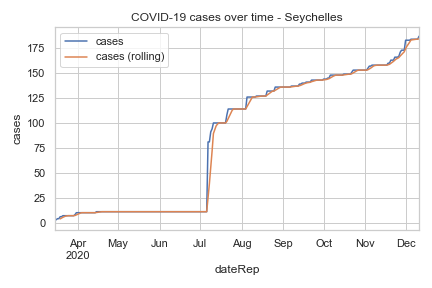 COVID-19 cases over time - Seychelles
cases
cases (rolling)
cases
175
150
125
100
75
50
25
0
Apr
2020
May
Jun
Jul
Aug
Sep
Oct
Nov
Dec
dateRep